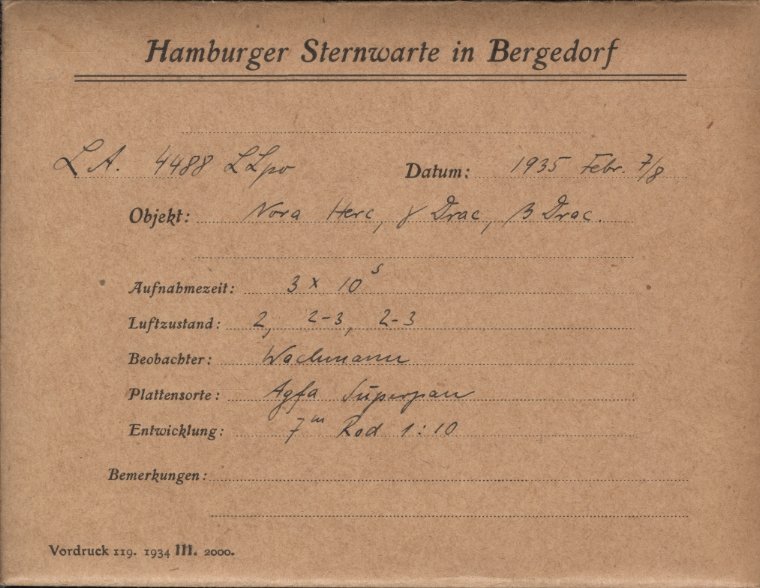 Hamburger Sternwarte in Bergedorf
L A. 4488 LLpo Datum: 1935 Febr. 7/8
Objekt: Nova Herc, γ Drac, β Drac.
Aufnahmezeit: 3 x 10 s
Luftzustand: 2, 2-3, 2-3
Beobachter: Wachmann
Plattensorte: Agfa Superpan
Entwicklung: 7 m Rod 1:10
Bemerkungen:
Vordruck 119. 1934 III. 2000.